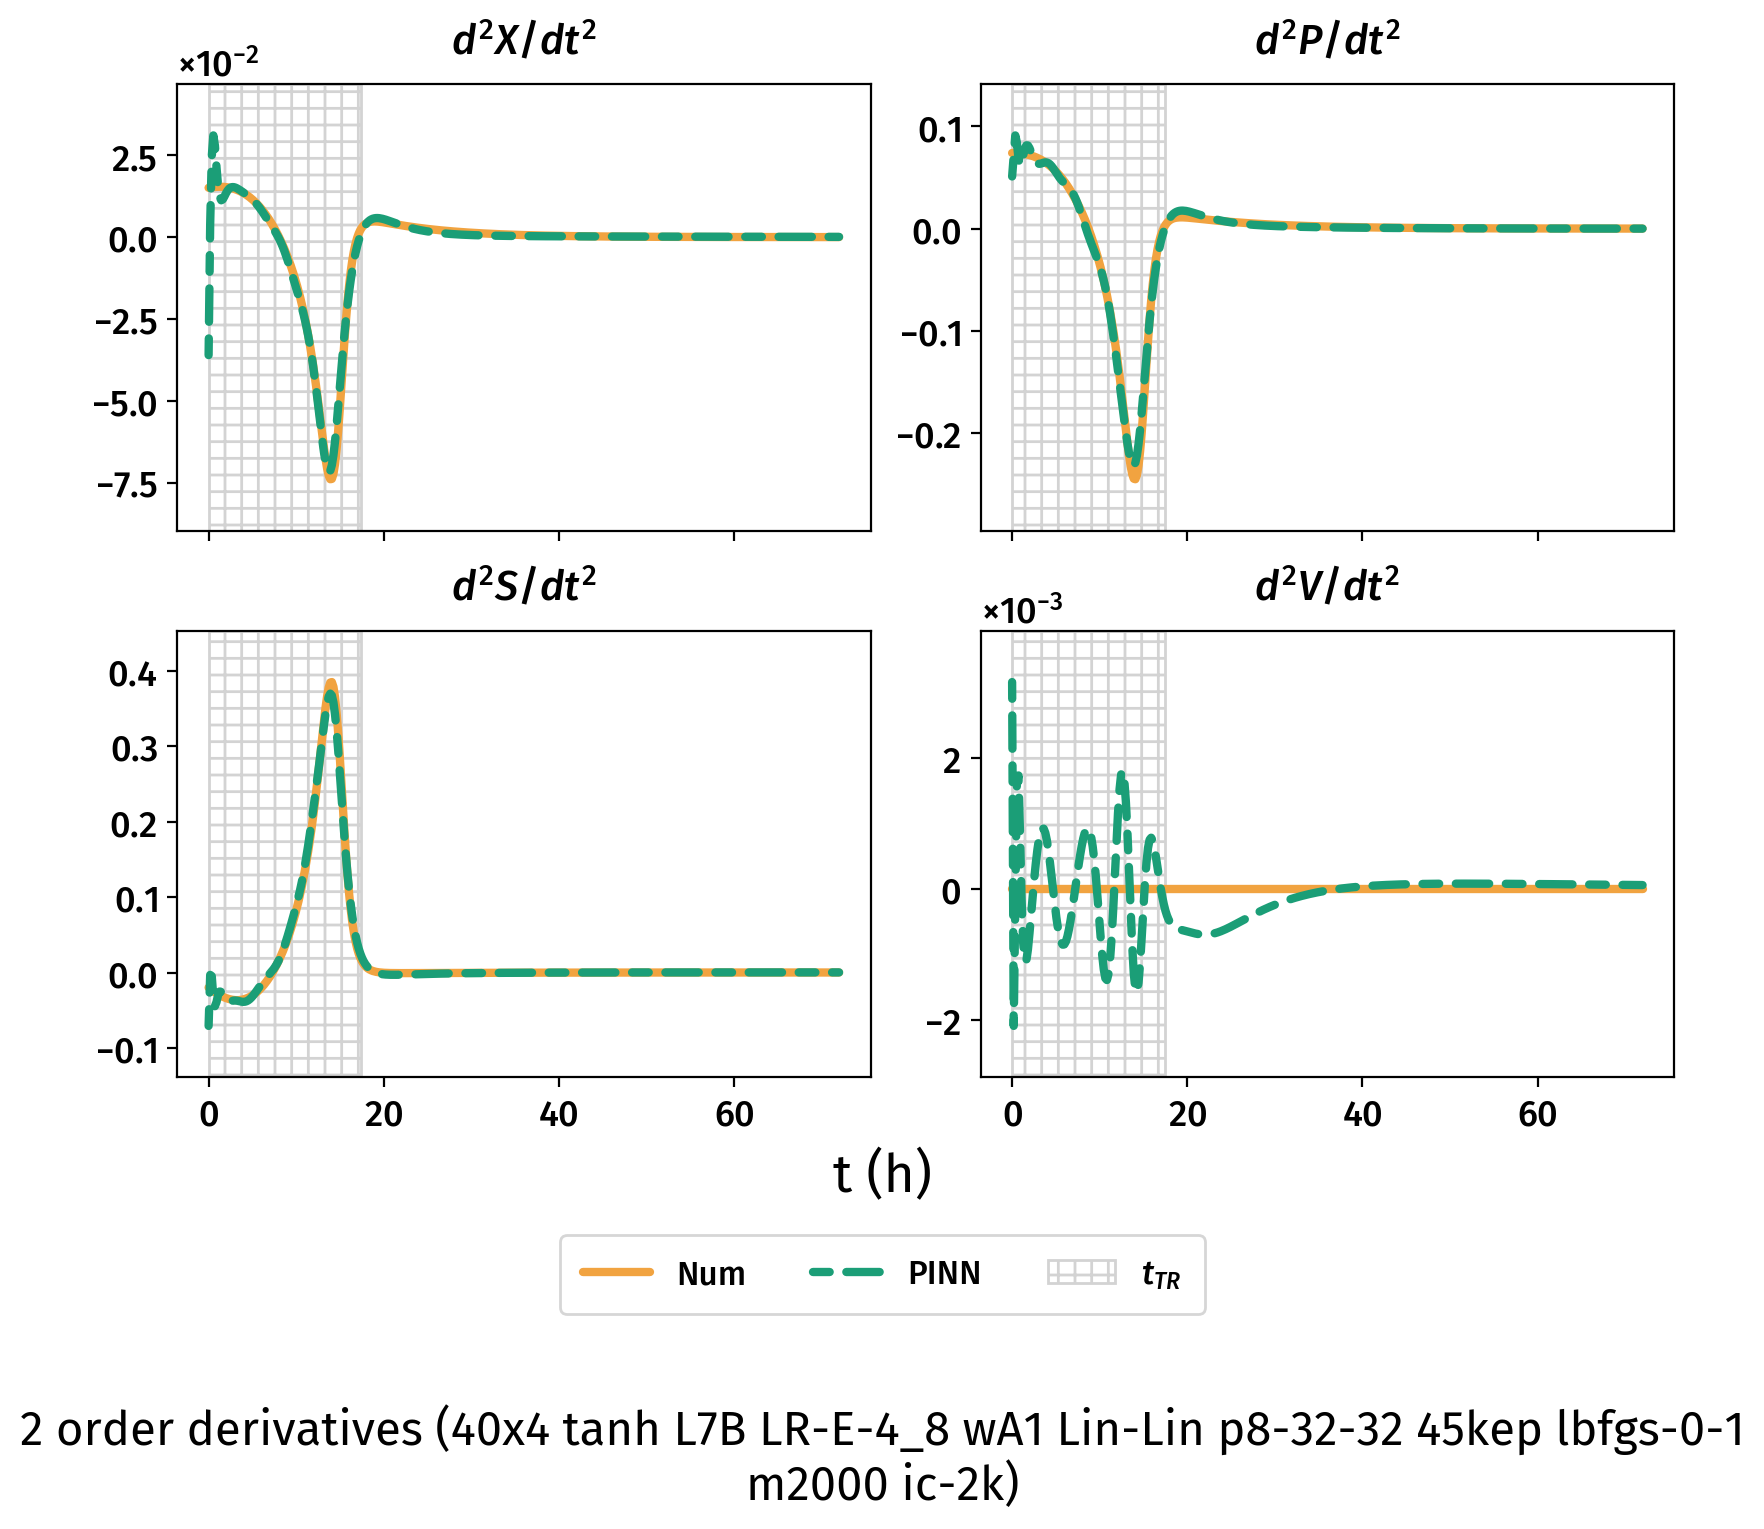 d²X/dt²
d²P/dt²
×10⁻²
2.5
0.0
−2.5
−5.0
−7.5
0.1
0.0
−0.1
−0.2
d²S/dt²
d²V/dt²
×10⁻³
0.4
0.3
0.2
0.1
0.0
−0.1
2
0
−2
0 20 40 60
0 20 40 60
t (h)
Num PINN t_TR
2 order derivatives (40x4 tanh L7B LR-E-4_8 wA1 Lin-Lin p8-32-32 45kep lbfgs-0-1
m2000 ic-2k)